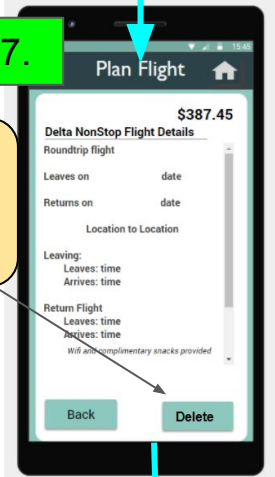 7.
15:45
Plan Flight
$387.45
Delta NonStop Flight Details
Roundtrip flight
Leaves on date
Returns on date
Location to Location
Leaving:
Leaves: time
Arrives: time
Return Flight
Leaves: time
Arrives: time
Wifi and complimentary snacks provided
Back Delete